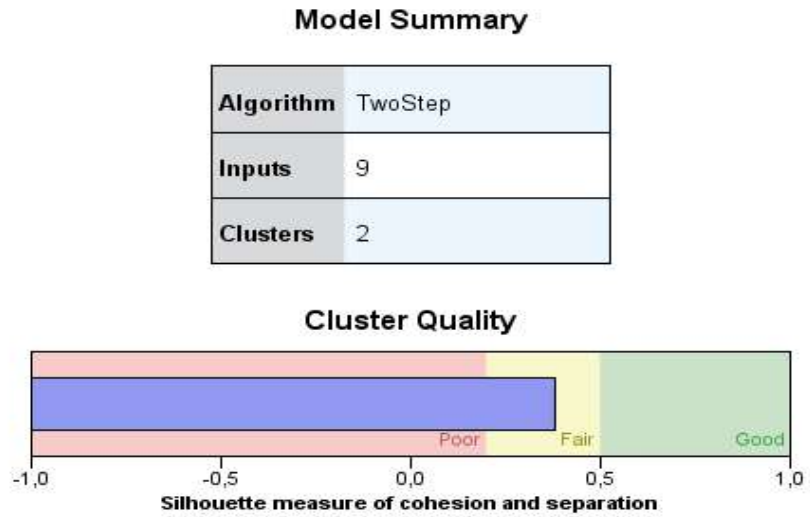 Model Summary
Algorithm TwoStep
Inputs 9
Clusters 2
Cluster Quality
Poor Fair Good
-1,0 -0,5 0,0 0,5 1,0
Silhouette measure of cohesion and separation